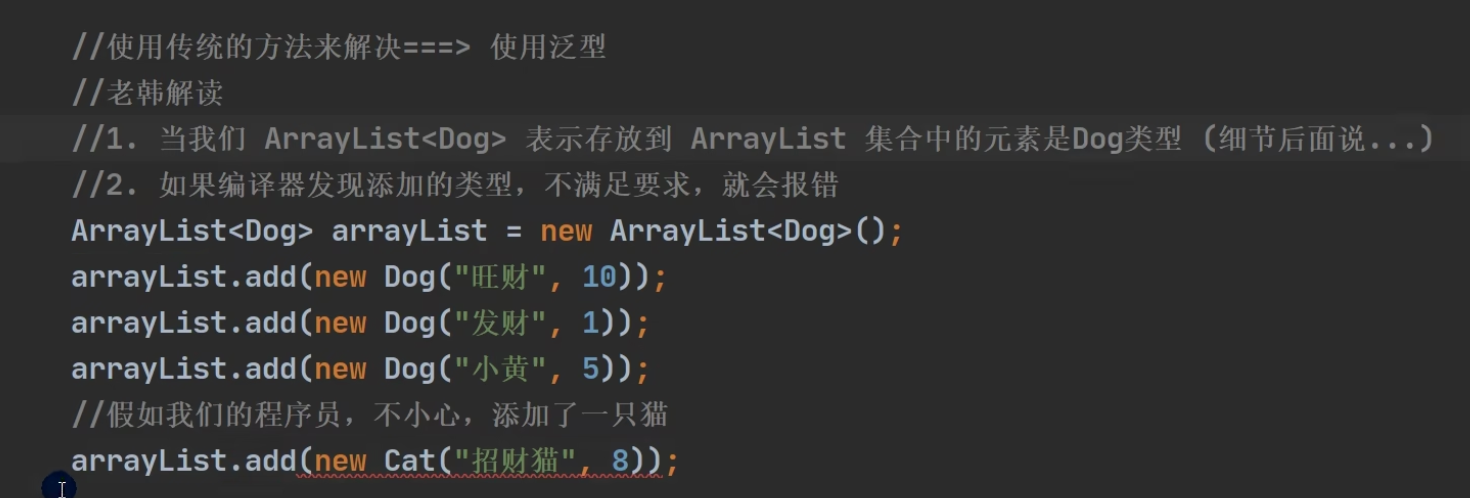 //使用传统的方法来解决===> 使用泛型
//老韩解读
//1. 当我们 ArrayList<Dog> 表示存放到 ArrayList 集合中的元素是Dog类型 (细节后面说...)
//2. 如果编译器发现添加的类型，不满足要求，就会报错
ArrayList<Dog> arrayList = new ArrayList<Dog>();
arrayList.add(new Dog("旺财", 10));
arrayList.add(new Dog("发财", 1));
arrayList.add(new Dog("小黄", 5));
//假如我们的程序员，不小心，添加了一只猫
arrayList.add(new Cat("招财猫", 8));